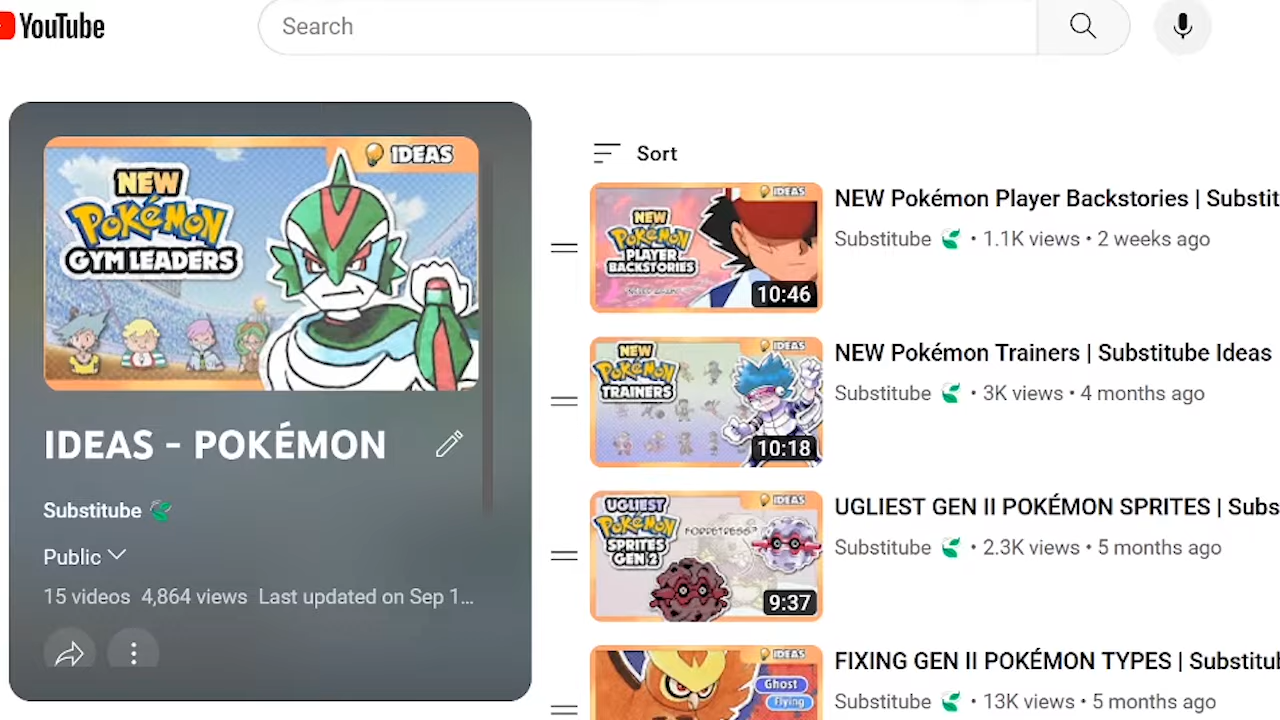 YouTube
Search
IDEAS
NEW
POKéMON
GYM LEADERS
IDEAS - POKÉMON
Substitube
Public
15 videos 4,864 views Last updated on Sep 1...
Sort
IDEAS
NEW
POKéMON
PLAYER
BACKSTORIES
10:46
NEW Pokémon Player Backstories | Substit
Substitube • 1.1K views • 2 weeks ago
IDEAS
NEW
POKéMON
TRAINERS
10:18
NEW Pokémon Trainers | Substitube Ideas
Substitube • 3K views • 4 months ago
IDEAS
UGLIEST
POKéMON
SPRITES
GEN 2
FORRETRESS?
9:37
UGLIEST GEN II POKÉMON SPRITES | Subs
Substitube • 2.3K views • 5 months ago
IDEAS
Ghost
Flying
FIXING GEN II POKÉMON TYPES | Substitub
Substitube • 13K views • 5 months ago